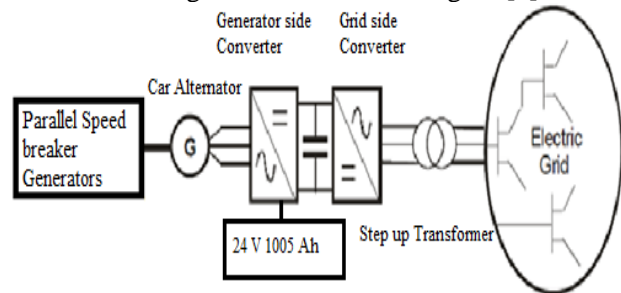 Generator side
Converter
Grid side
Converter
Car Alternator
Parallel Speed
breaker
Generators
G
Electric
Grid
24 V 1005 Ah
Step up Transformer